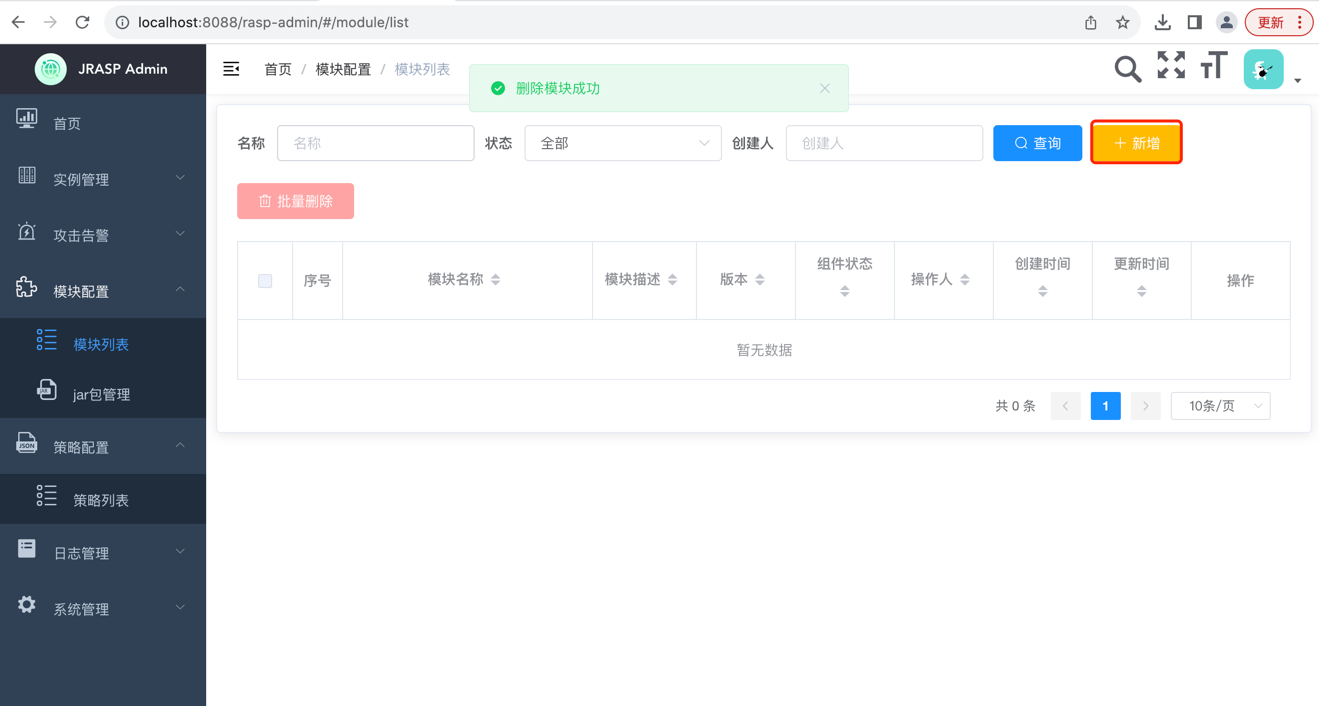 localhost:8088/rasp-admin/#/module/list
更新
JRASP Admin
首页 / 模块配置 / 模块列表
删除模块成功
首页
实例管理
攻击告警
模块配置
模块列表
JAR
jar包管理
JSON
策略配置
策略列表
日志管理
系统管理
名称 名称 状态 全部 创建人 创建人 查询 新增
批量删除
序号 模块名称 模块描述 版本 组件状态 操作人 创建时间 更新时间 操作
暂无数据
共 0 条 1 10条/页